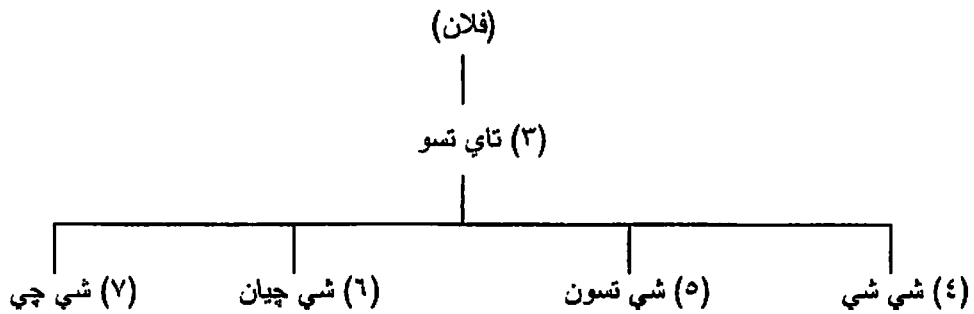 (فلان)
(٣) تاي تسو
(٤) شي شي (٥) شي تسون (٦) شي چيان (٧) شي چي